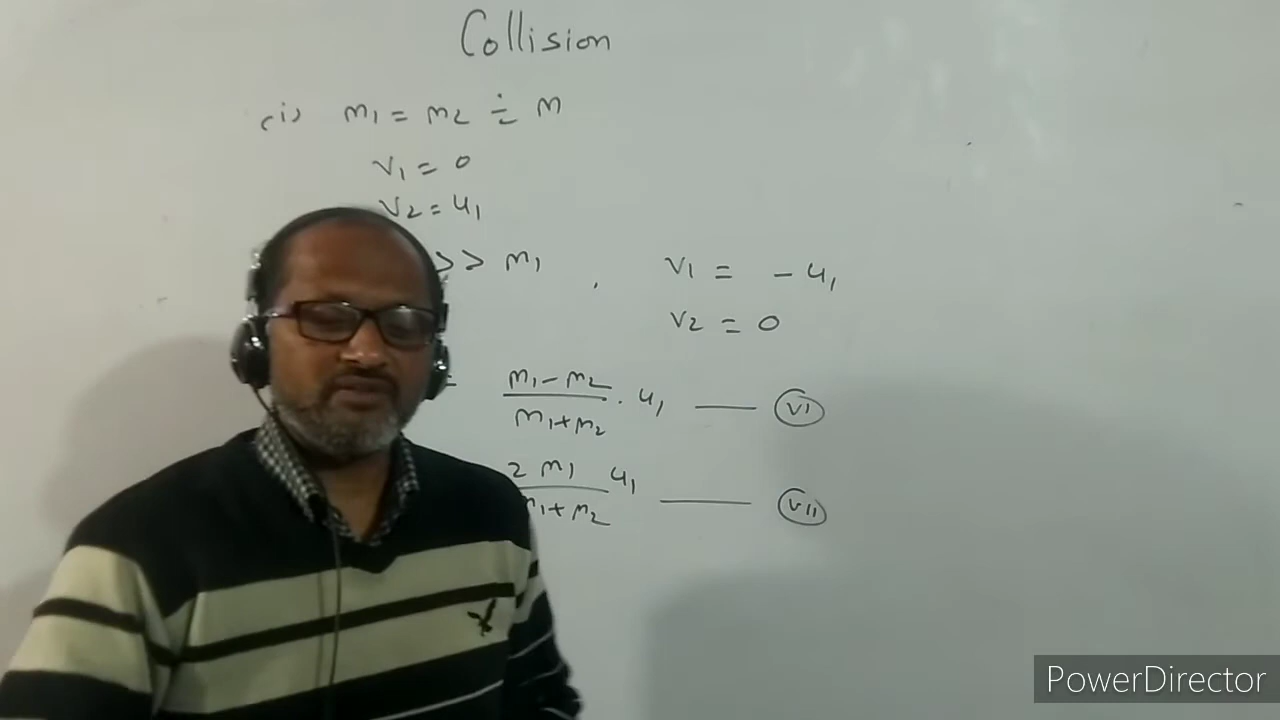 Collision
(i) m₁ = m₂ = m
v₁ = 0
v₂ = u₁
>> m₁ , v₁ = - u₁
v₂ = 0
= m₁ - m₂ / m₁ + m₂ . u₁ —— (VI)
2 m₁ / m₁ + m₂ u₁ —— (VII)
PowerDirector